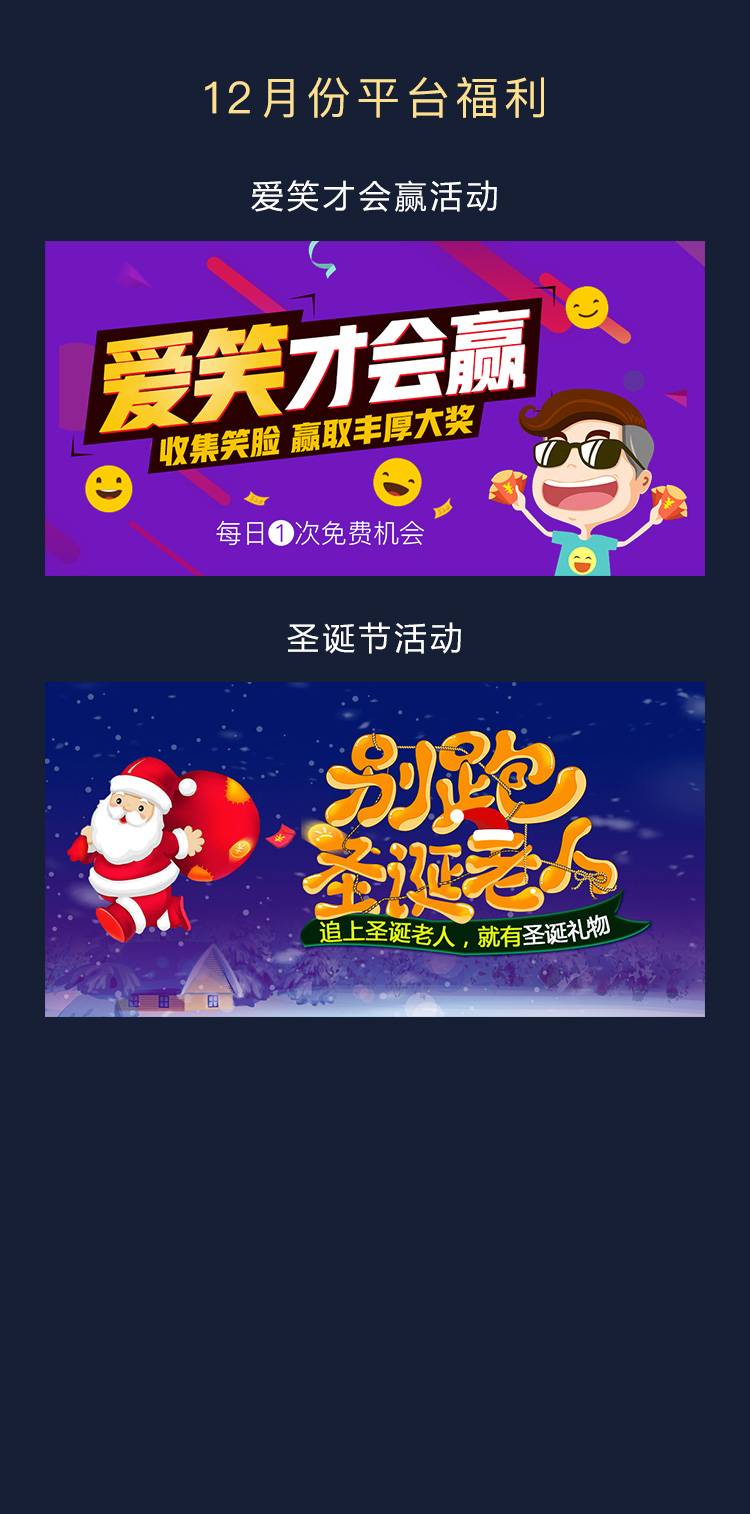 12月份平台福利
爱笑才会赢活动
爱笑才会赢
收集笑脸 赢取丰厚大奖
每日1次免费机会
圣诞节活动
别跑
圣诞老人
追上圣诞老人，就有圣诞礼物